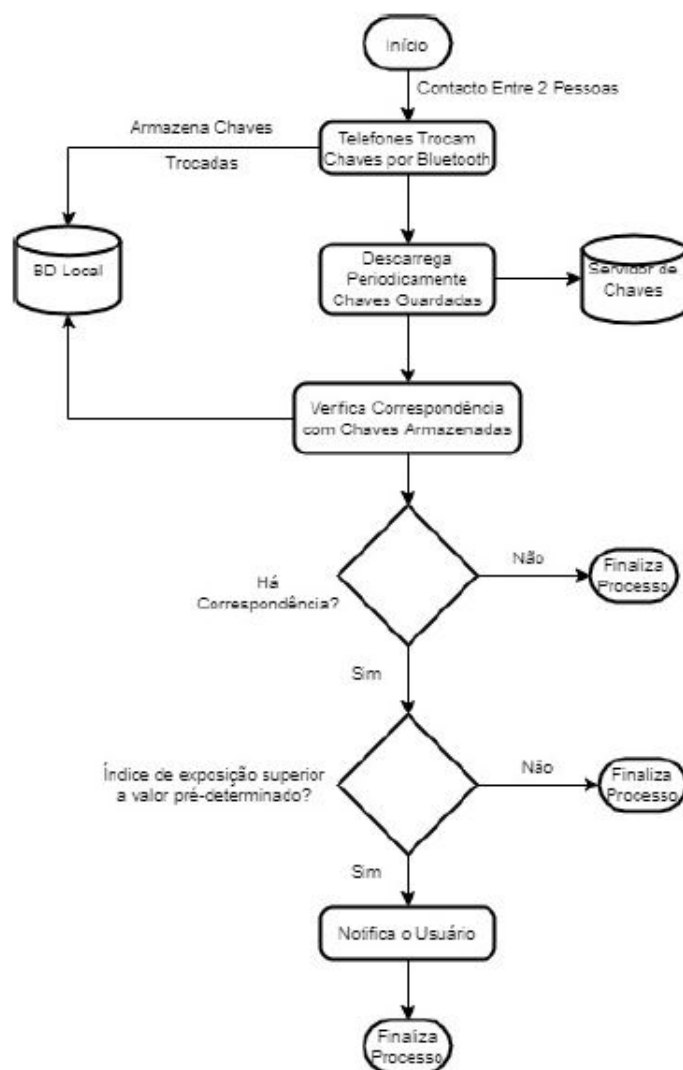 Início
Contacto Entre 2 Pessoas
Armazena Chaves
Trocadas
Telefones Trocam
Chaves por Bluetooth
BD Local
Descarrega
Periodicamente
Chaves Guardadas
Servidor de
Chaves
Verifica Correspondência
com Chaves Armazenadas
Há
Correspondência?
Não
Finaliza
Processo
Sim
Índice de exposição superior
a valor pré-determinado?
Não
Finaliza
Processo
Sim
Notifica o Usuário
Finaliza
Processo